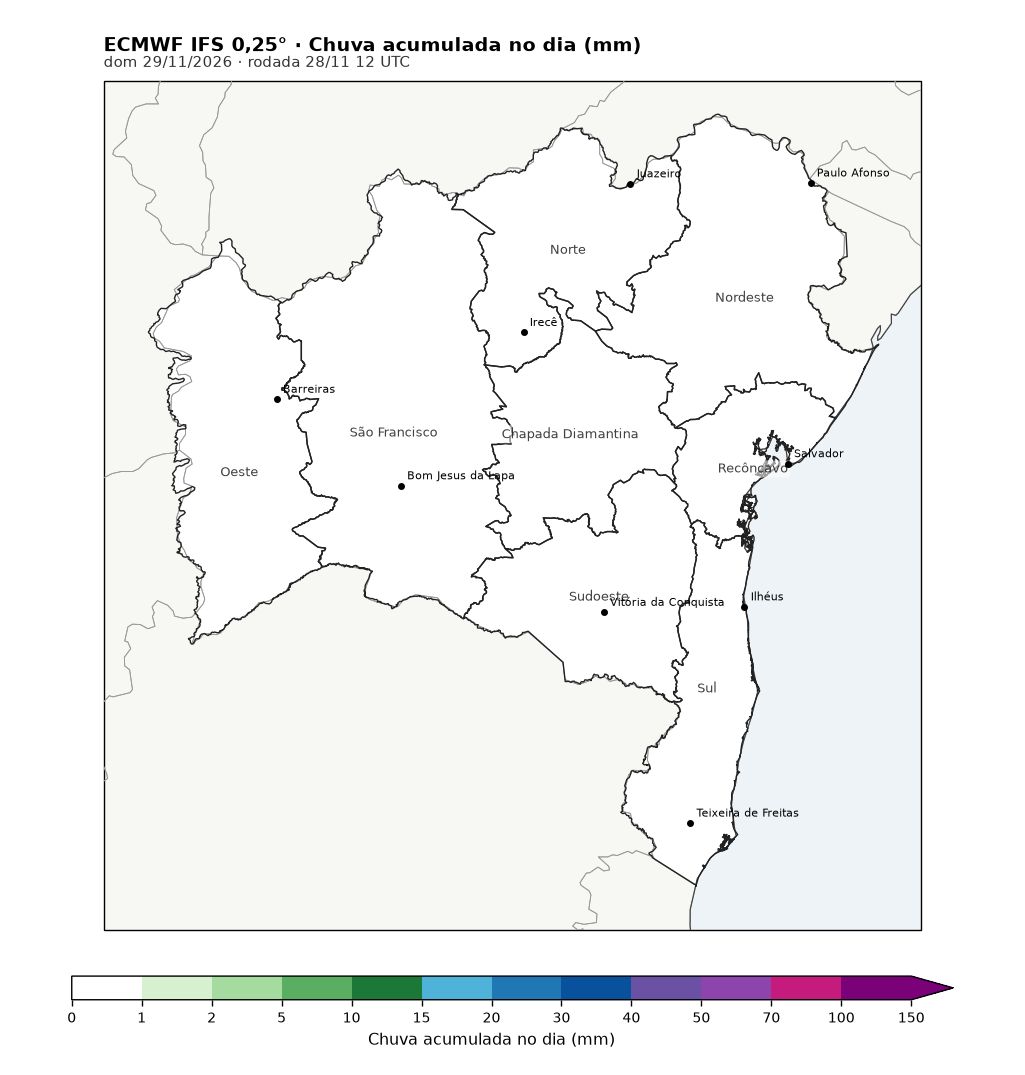 ECMWF IFS 0,25° · Chuva acumulada no dia (mm)
dom 29/11/2026 · rodada 28/11 12 UTC
Juazeiro
Paulo Afonso
Norte
Nordeste
Irecê
Barreiras
São Francisco
Chapada Diamantina
Salvador
Recôncavo
Oeste
Bom Jesus da Lapa
Sudoeste
Vitória da Conquista
Ilhéus
Sul
Teixeira de Freitas
0 1 2 5 10 15 20 30 40 50 70 100 150
Chuva acumulada no dia (mm)